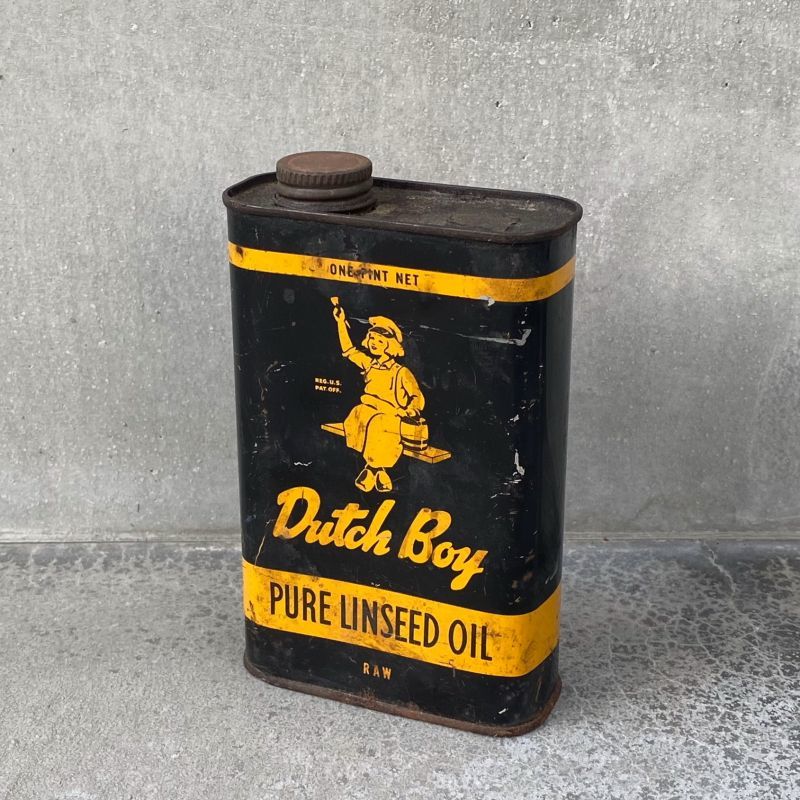 ONE PINT NET
REG. U.S.
PAT. OFF.
Dutch Boy
PURE LINSEED OIL
RAW